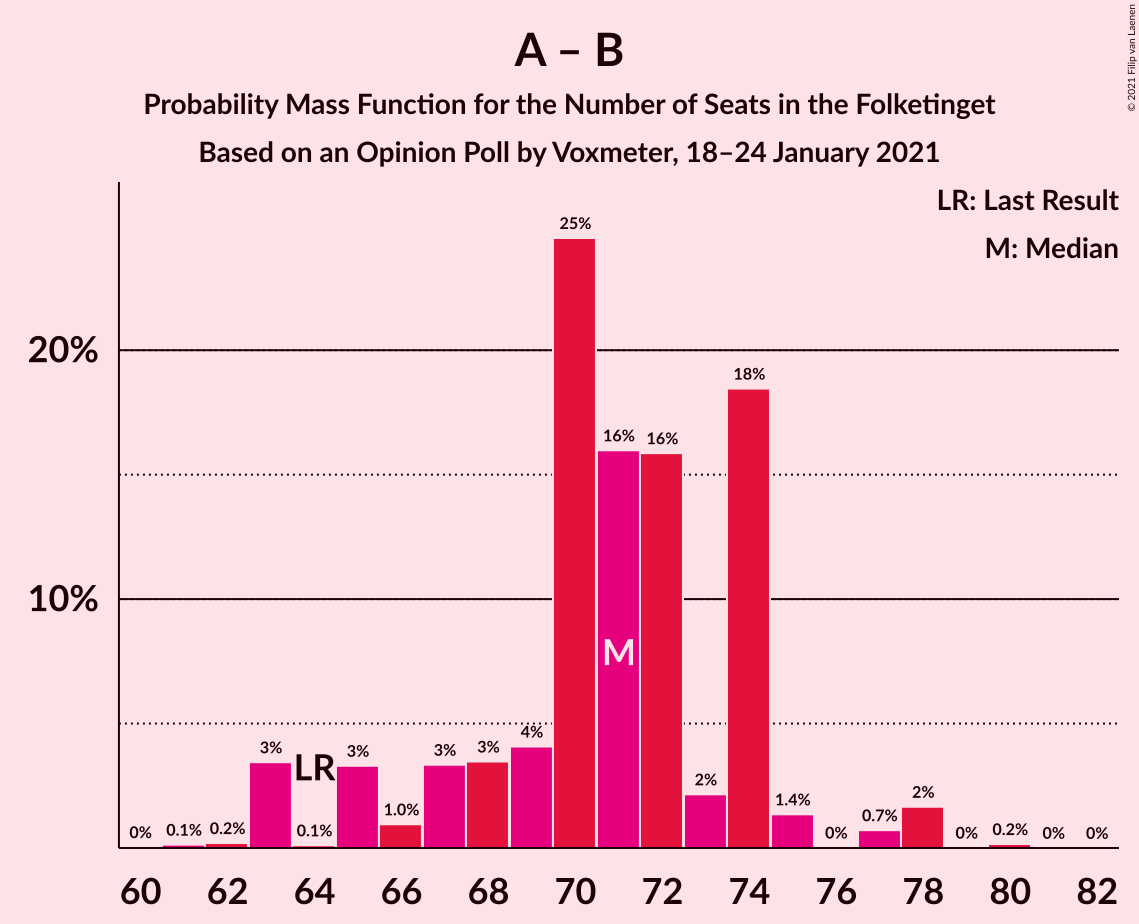 A – B
Probability Mass Function for the Number of Seats in the Folketinget
Based on an Opinion Poll by Voxmeter, 18–24 January 2021
© 2021 Filip van Laenen
LR: Last Result
M: Median
20%
10%
0%
0.1%
0.2%
3%
0.1%
LR
3%
1.0%
3%
3%
4%
25%
16%
M
16%
2%
18%
1.4%
0%
0.7%
2%
0%
0.2%
0%
0%
60 62 64 66 68 70 72 74 76 78 80 82